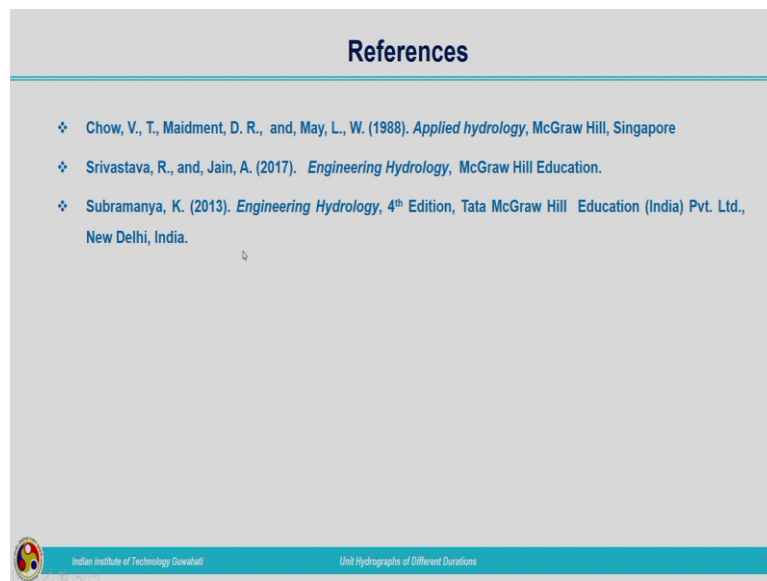 References
❖ Chow, V., T., Maidment, D. R., and, May, L., W. (1988). Applied hydrology, McGraw Hill, Singapore
❖ Srivastava, R., and, Jain, A. (2017). Engineering Hydrology, McGraw Hill Education.
❖ Subramanya, K. (2013). Engineering Hydrology, 4th Edition, Tata McGraw Hill Education (India) Pvt. Ltd.,
New Delhi, India.
Indian institute of Technology Guwahati Unit Hydrographs of Different Durations